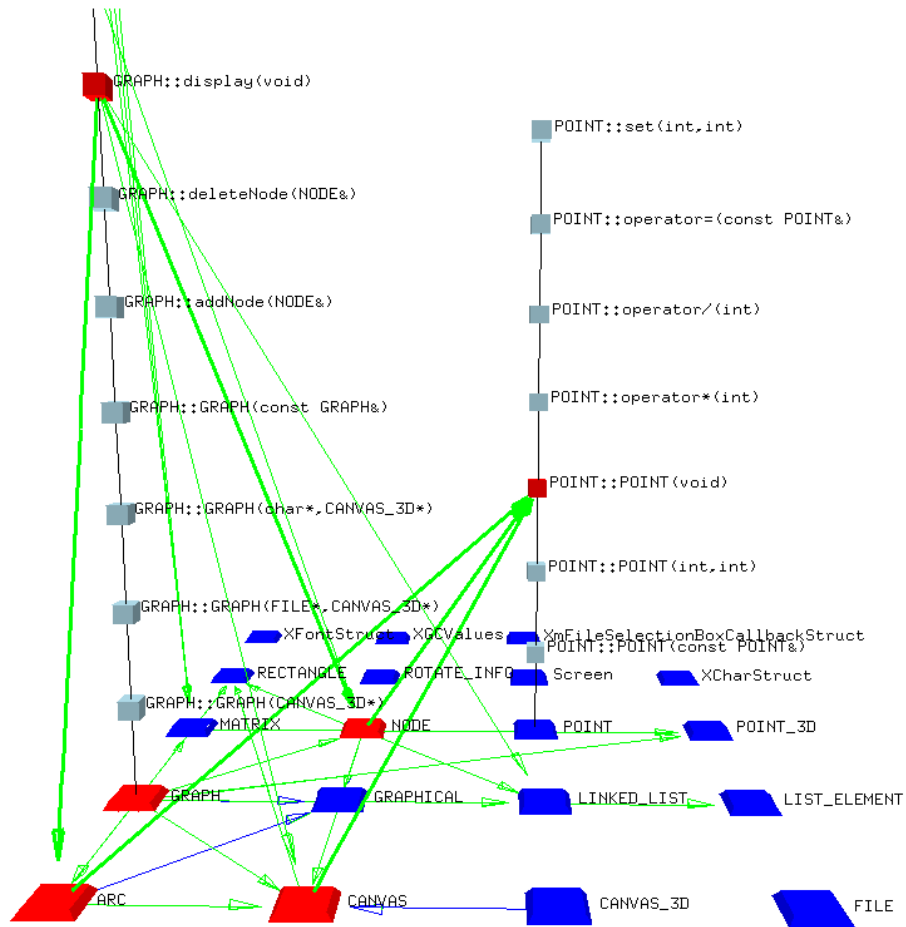 GRAPH::display(void)
POINT::set(int,int)
GRAPH::deleteNode(NODE&)
POINT::operator=(const POINT&)
GRAPH::addNode(NODE&)
POINT::operator/(int)
GRAPH::GRAPH(const GRAPH&)
POINT::operator*(int)
POINT::POINT(void)
GRAPH::GRAPH(char*,CANVAS_3D*)
POINT::POINT(int,int)
GRAPH::GRAPH(FILE*,CANVAS_3D*)
XFontStruct
XGCValues
XmFileSelectionBoxCallbackStruct
POINT::POINT(const POINT&)
RECTANGLE
ROTATE_INFO
Screen
XCharStruct
GRAPH::GRAPH(CANVAS_3D*)
MATRIX
NODE
POINT
POINT_3D
GRAPH_
GRAPHICAL
LINKED_LIST
LIST_ELEMENT
ARC
CANVAS
CANVAS_3D
FILE